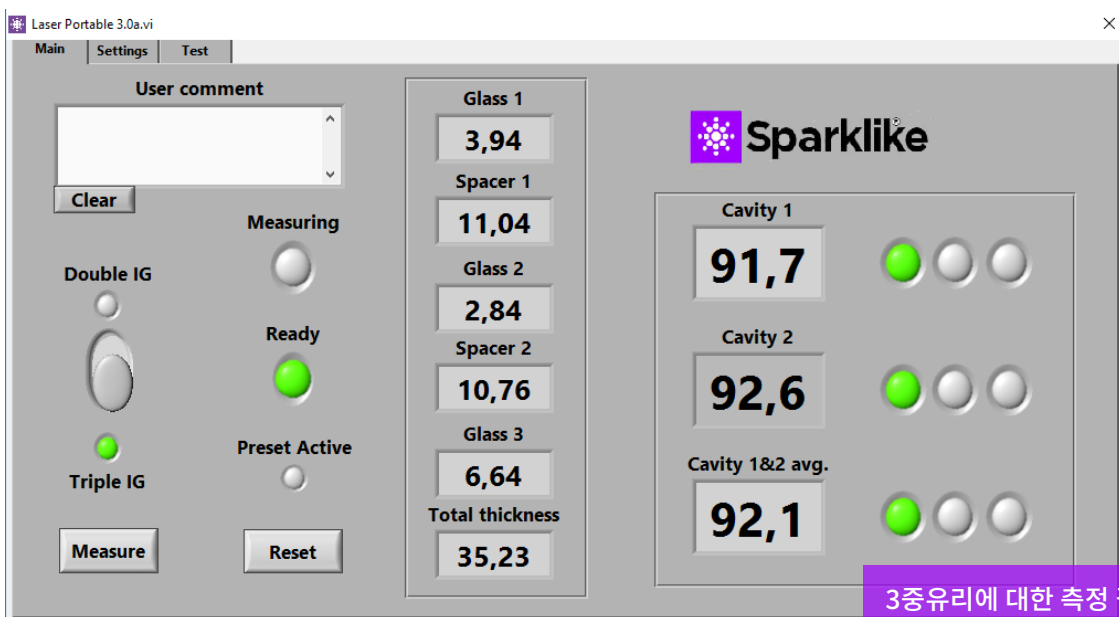 Laser Portable 3.0a.vi
Main
Settings
Test
User comment
Clear
Measuring
Double IG
Ready
Preset Active
Triple IG
Measure
Reset
Glass 1
3,94
Spacer 1
11,04
Glass 2
2,84
Spacer 2
10,76
Glass 3
6,64
Total thickness
35,23
Sparklike
Cavity 1
91,7
Cavity 2
92,6
Cavity 1&2 avg.
92,1
3중유리에 대한 측정